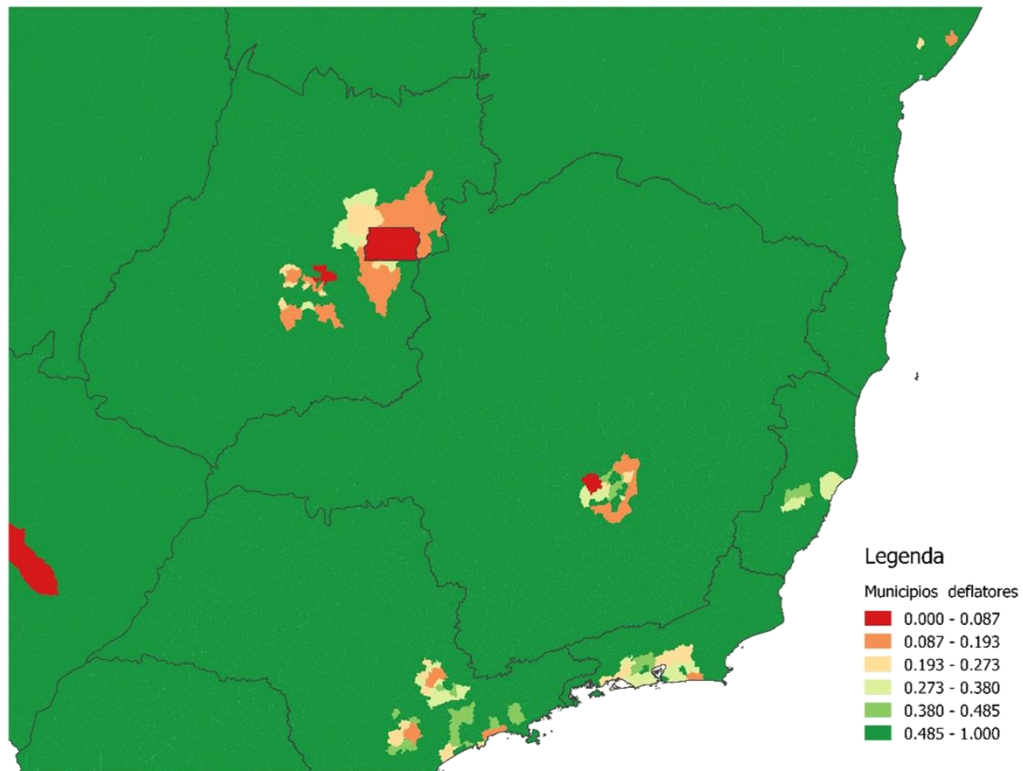 Legenda
Municipios deflatores
0.000 - 0.087
0.087 - 0.193
0.193 - 0.273
0.273 - 0.380
0.380 - 0.485
0.485 - 1.000